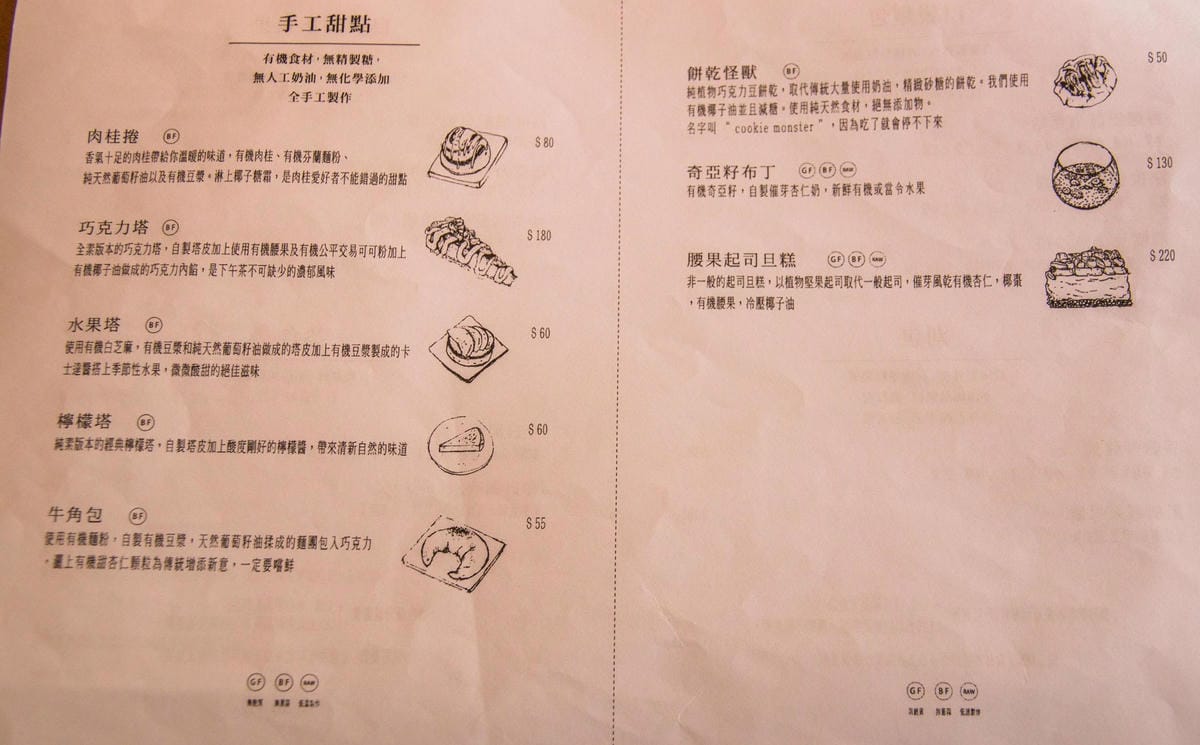 手工甜點
有機食材，無精製糖，
無人工奶油，無化學添加
全手工製作
肉桂捲 BF
$ 80
香氣十足的肉桂帶給你溫暖的味道，有機肉桂、有機芬蘭麵粉、
純天然葡萄籽油以及有機豆漿。淋上椰子糖霜，是肉桂愛好者不能錯過的甜點
巧克力塔 BF
$ 180
全素版本的巧克力塔，自製塔皮加上使用有機腰果及有機公平交易可可粉加上
有機椰子油做成的巧克力內餡，是下午茶不可缺少的濃郁風味
水果塔 BF
$ 60
使用有機白芝麻，有機豆漿和純天然葡萄籽油做成的塔皮加上有機豆漿製成的卡
士達醬搭上季節性水果，微微酸甜的絕佳滋味
檸檬塔 BF
$ 60
純素版本的經典檸檬塔，自製塔皮加上酸度剛好的檸檬醬，帶來清新自然的味道
牛角包 BF
$ 55
使用有機麵粉，自製有機豆漿，天然葡萄籽油揉成的麵團包入巧克力
，灑上有機甜杏仁顆粒為傳統增添新意，一定要嚐鮮
GF BF RAW
餅乾怪獸 BF
$ 50
純植物巧克力豆餅乾，取代傳統大量使用奶油，精緻砂糖的餅乾。我們使用
有機椰子油並且減糖。使用純天然食材，絕無添加物。
名字叫 “ cookie monster ”，因為吃了就會停不下來
奇亞籽布丁 GF BF RAW
$ 130
有機奇亞籽，自製催芽杏仁奶，新鮮有機或當令水果
腰果起司旦糕 GF BF RAW
$ 220
非一般的起司旦糕，以植物堅果起司取代一般起司，催芽風乾有機杏仁，椰棗
，有機腰果，冷壓椰子油
GF BF RAW